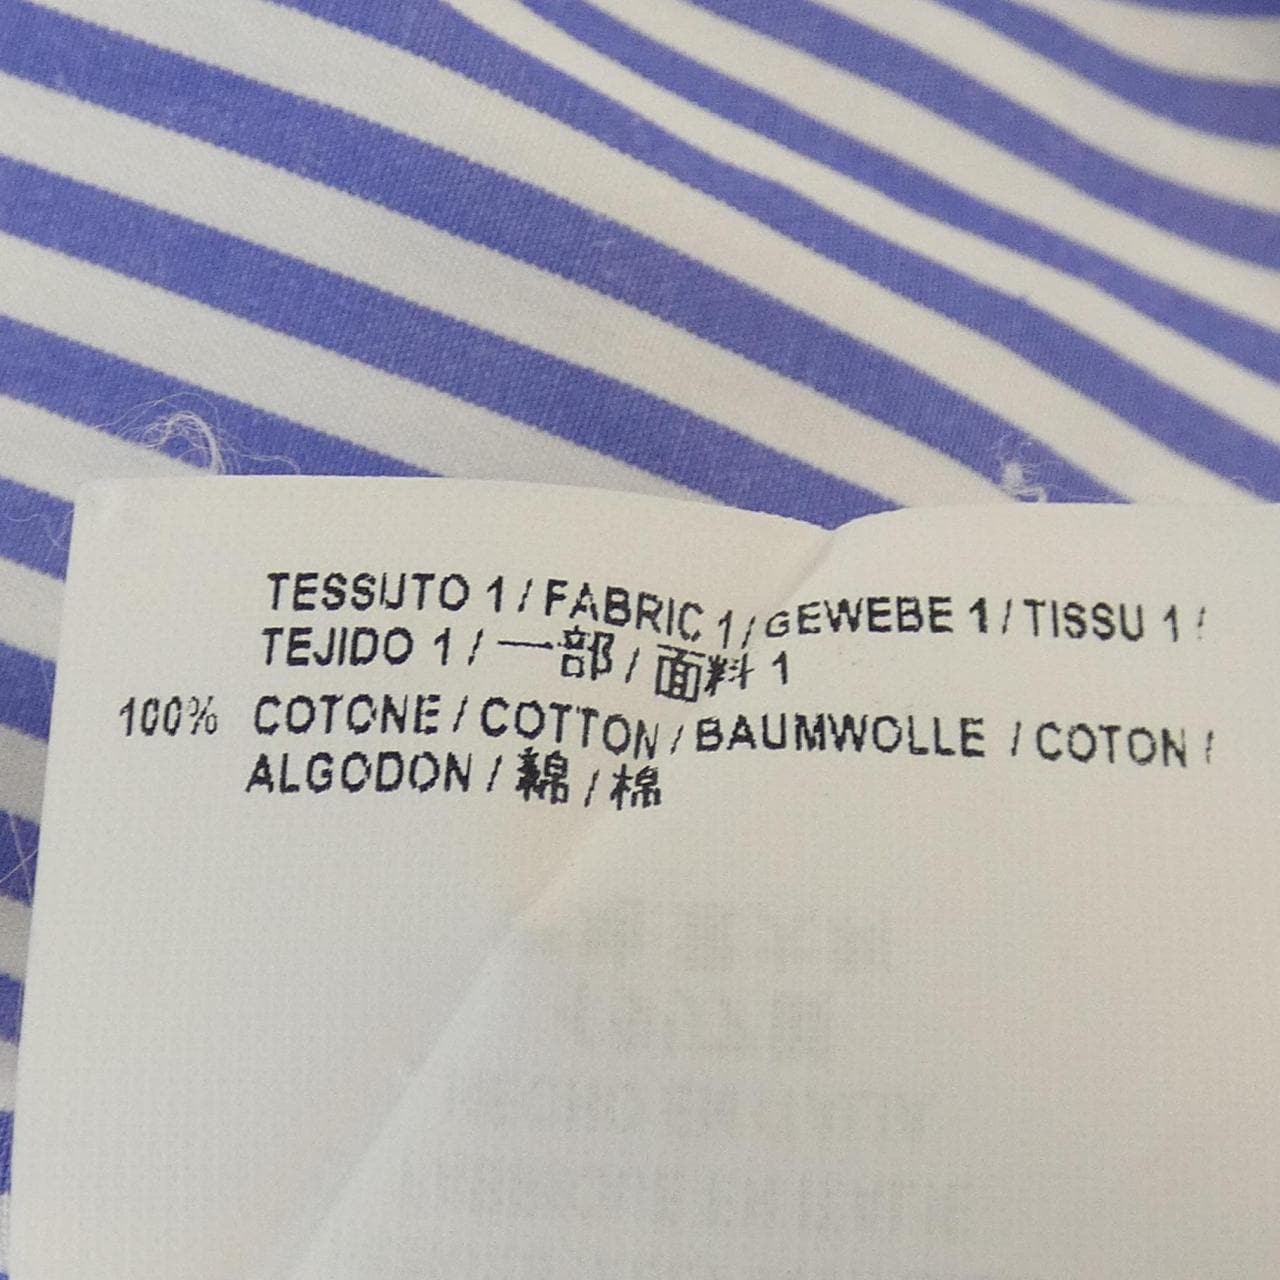 TESSUTO 1 / FABRIC 1 / GEWEBE 1 / TISSU 1 /
TEJIDO 1 / 一部 / 面料 1
100% COTONE / COTTON / BAUMWOLLE / COTON /
ALGODON / 綿 / 棉